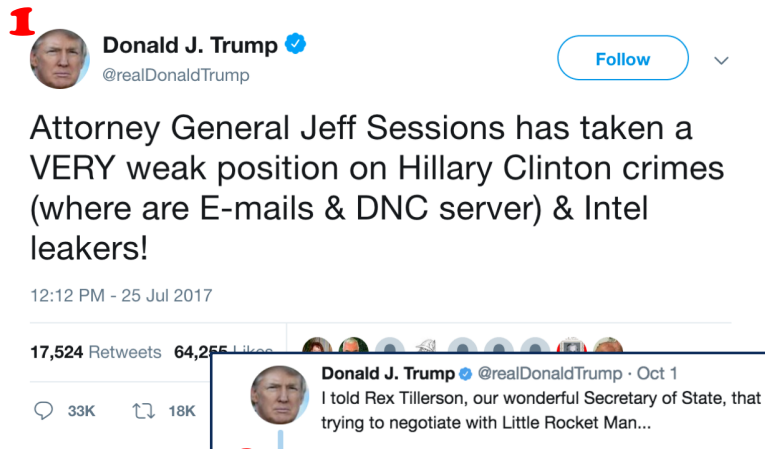 1
Donald J. Trump
@realDonaldTrump
Follow
Attorney General Jeff Sessions has taken a
VERY weak position on Hillary Clinton crimes
(where are E-mails & DNC server) & Intel
leakers!
12:12 PM - 25 Jul 2017
17,524 Retweets 64,255 Likes
33K 18K
Donald J. Trump @realDonaldTrump · Oct 1
I told Rex Tillerson, our wonderful Secretary of State, that
trying to negotiate with Little Rocket Man...